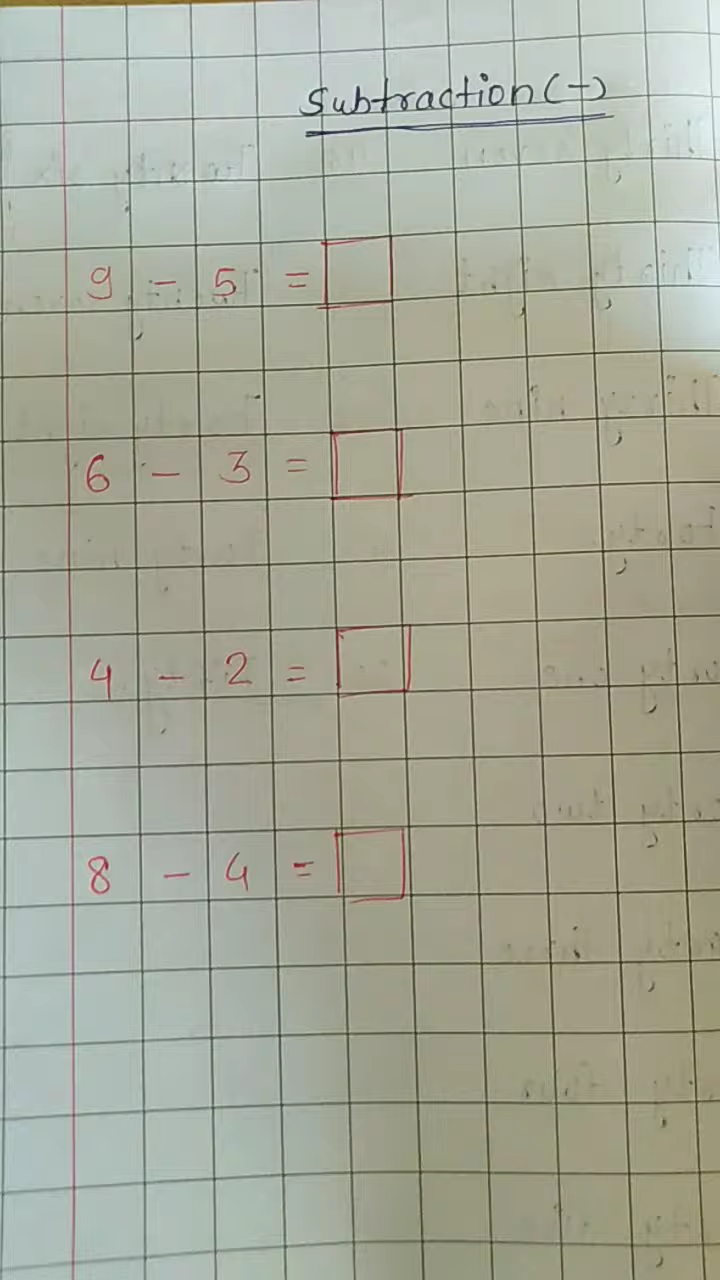 Subtraction (-)
9 - 5 =
6 - 3 =
4 - 2 =
8 - 4 =